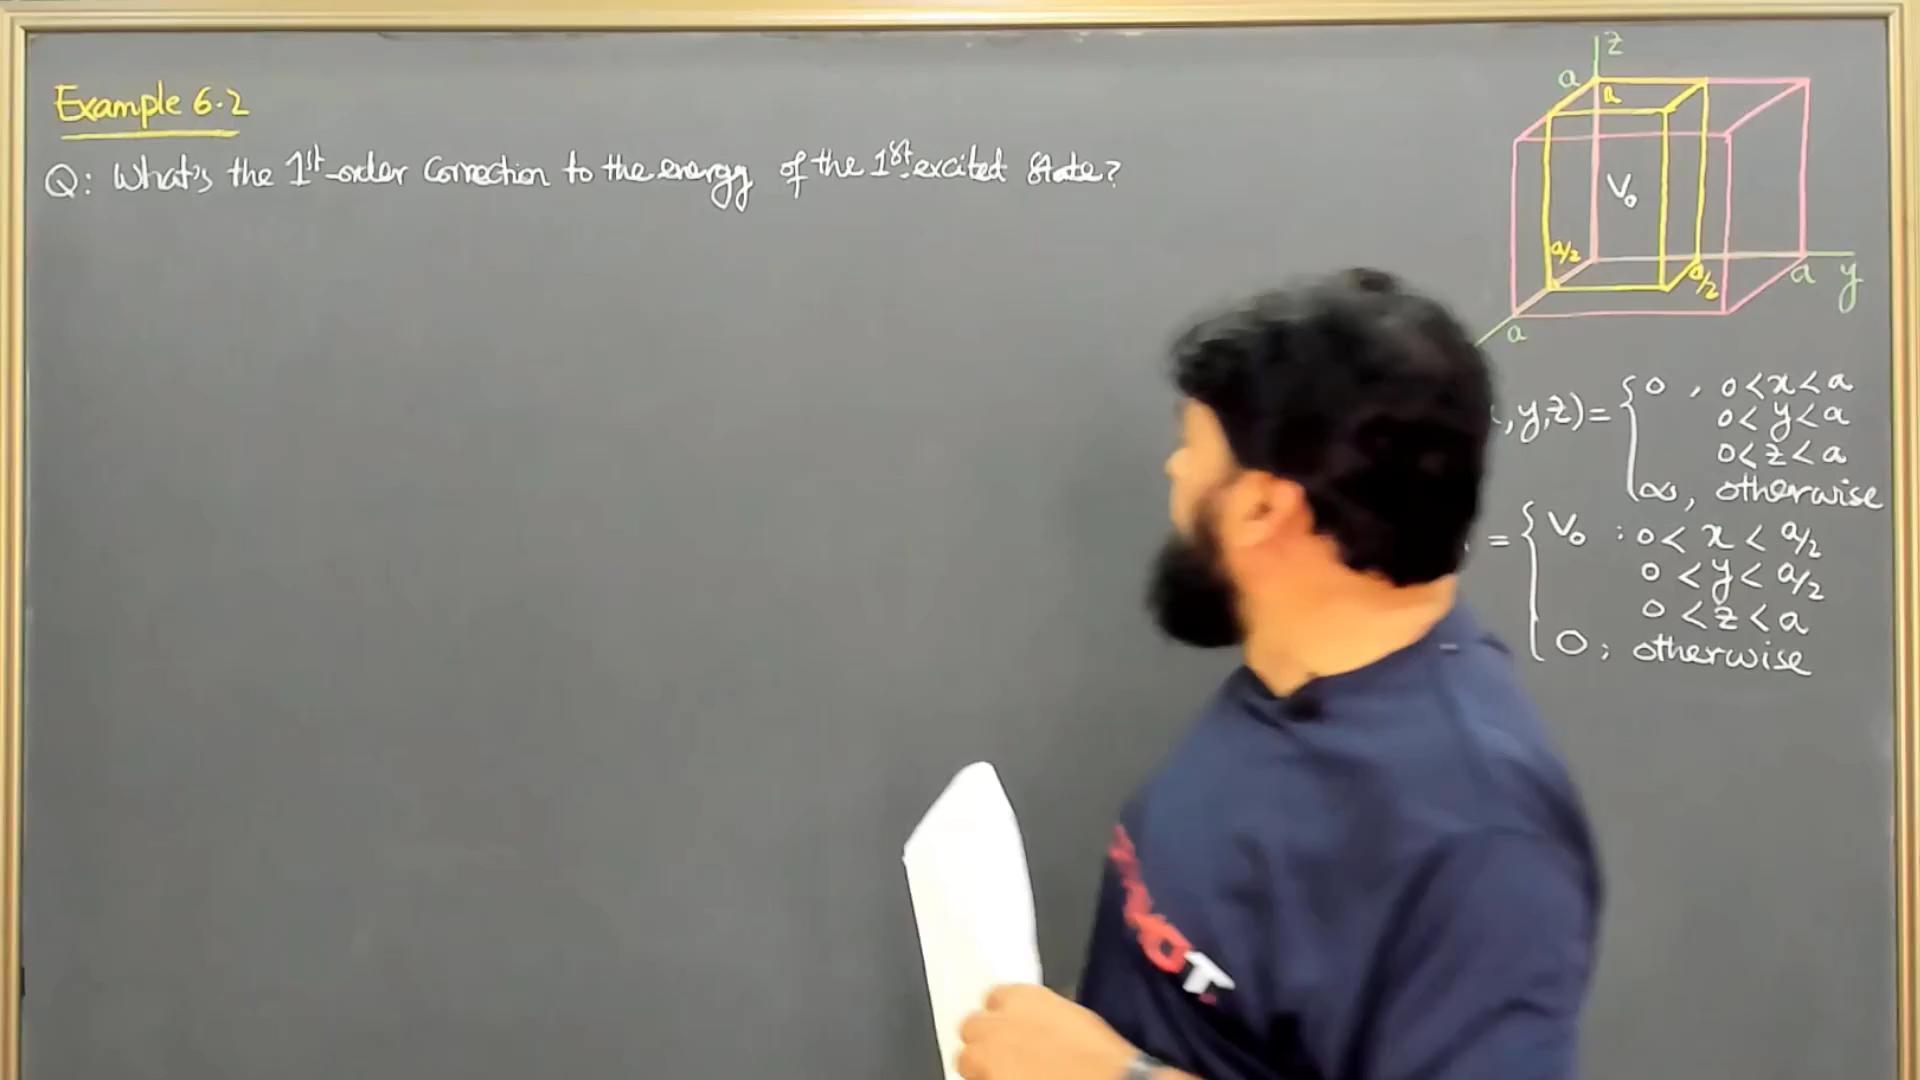 Example 6.2
Q: What's the 1st-order Correction to the energy of the 1st-excited state?
z
a
a
V₀
a/2
a/2
a
y
a
, y, z) = { 0 , 0 < x < a
0 < y < a
0 < z < a
∞, otherwise
= { V₀ : 0 < x < a/2
0 < y < a/2
0 < z < a
0 ; otherwise
T